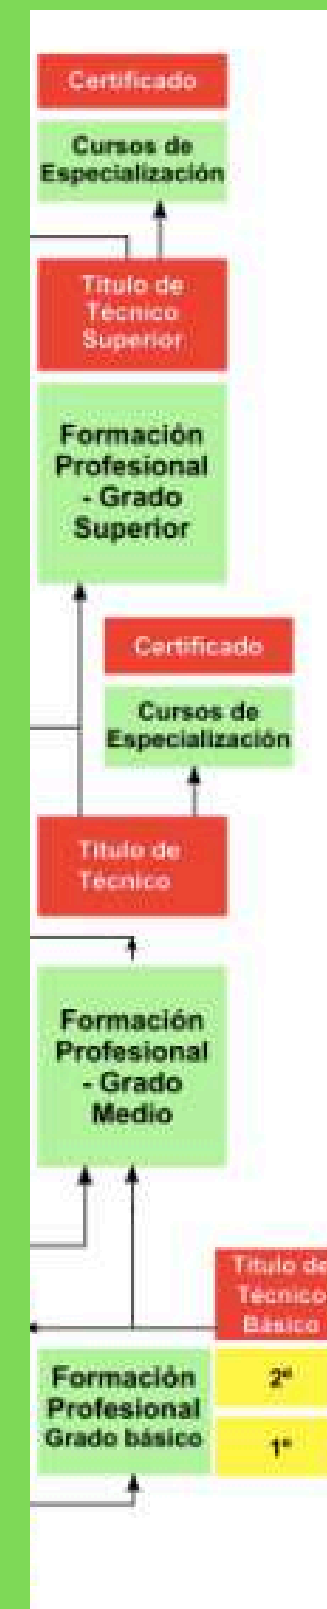 Certificado
Cursos de
Especialización
Título de
Técnico
Superior
Formación
Profesional
- Grado
Superior
Certificado
Cursos de
Especialización
Título de
Técnico
Formación
Profesional
- Grado
Medio
Título de
Técnico
Básico
Formación
Profesional
Grado básico
2º
1º